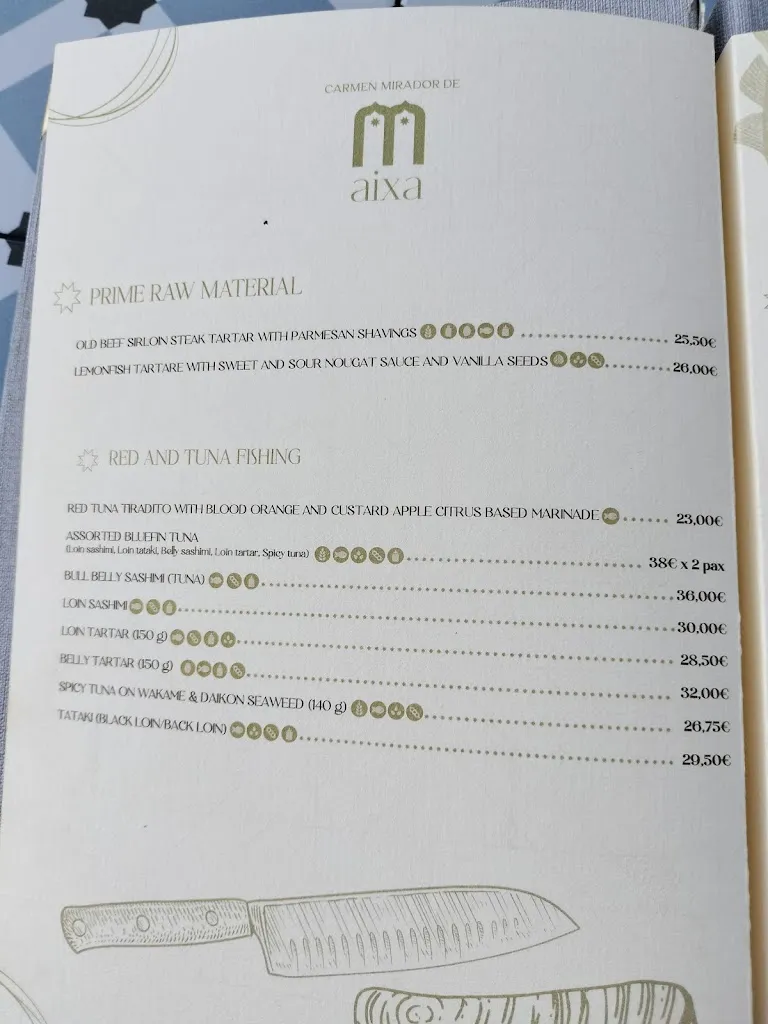 CARMEN MIRADOR DE
aixa
PRIME RAW MATERIAL
OLD BEEF SIRLOIN STEAK TARTAR WITH PARMESAN SHAVINGS 25,50€
LEMONFISH TARTARE WITH SWEET AND SOUR NOUGAT SAUCE AND VANILLA SEEDS 26,00€
RED AND TUNA FISHING
RED TUNA TIRADITO WITH BLOOD ORANGE AND CUSTARD APPLE CITRUS BASED MARINADE 23,00€
ASSORTED BLUEFIN TUNA
(Loin sashimi, Loin tataki, Belly sashimi, Loin tartar, Spicy tuna) 38€ x 2 pax
BULL BELLY SASHIMI (TUNA) 36,00€
LOIN SASHIMI 30,00€
LOIN TARTAR (150 g) 28,50€
BELLY TARTAR (150 g) 32,00€
SPICY TUNA ON WAKAME & DAIKON SEAWEED (140 g) 26,75€
TATAKI (BLACK LOIN/BACK LOIN) 29,50€